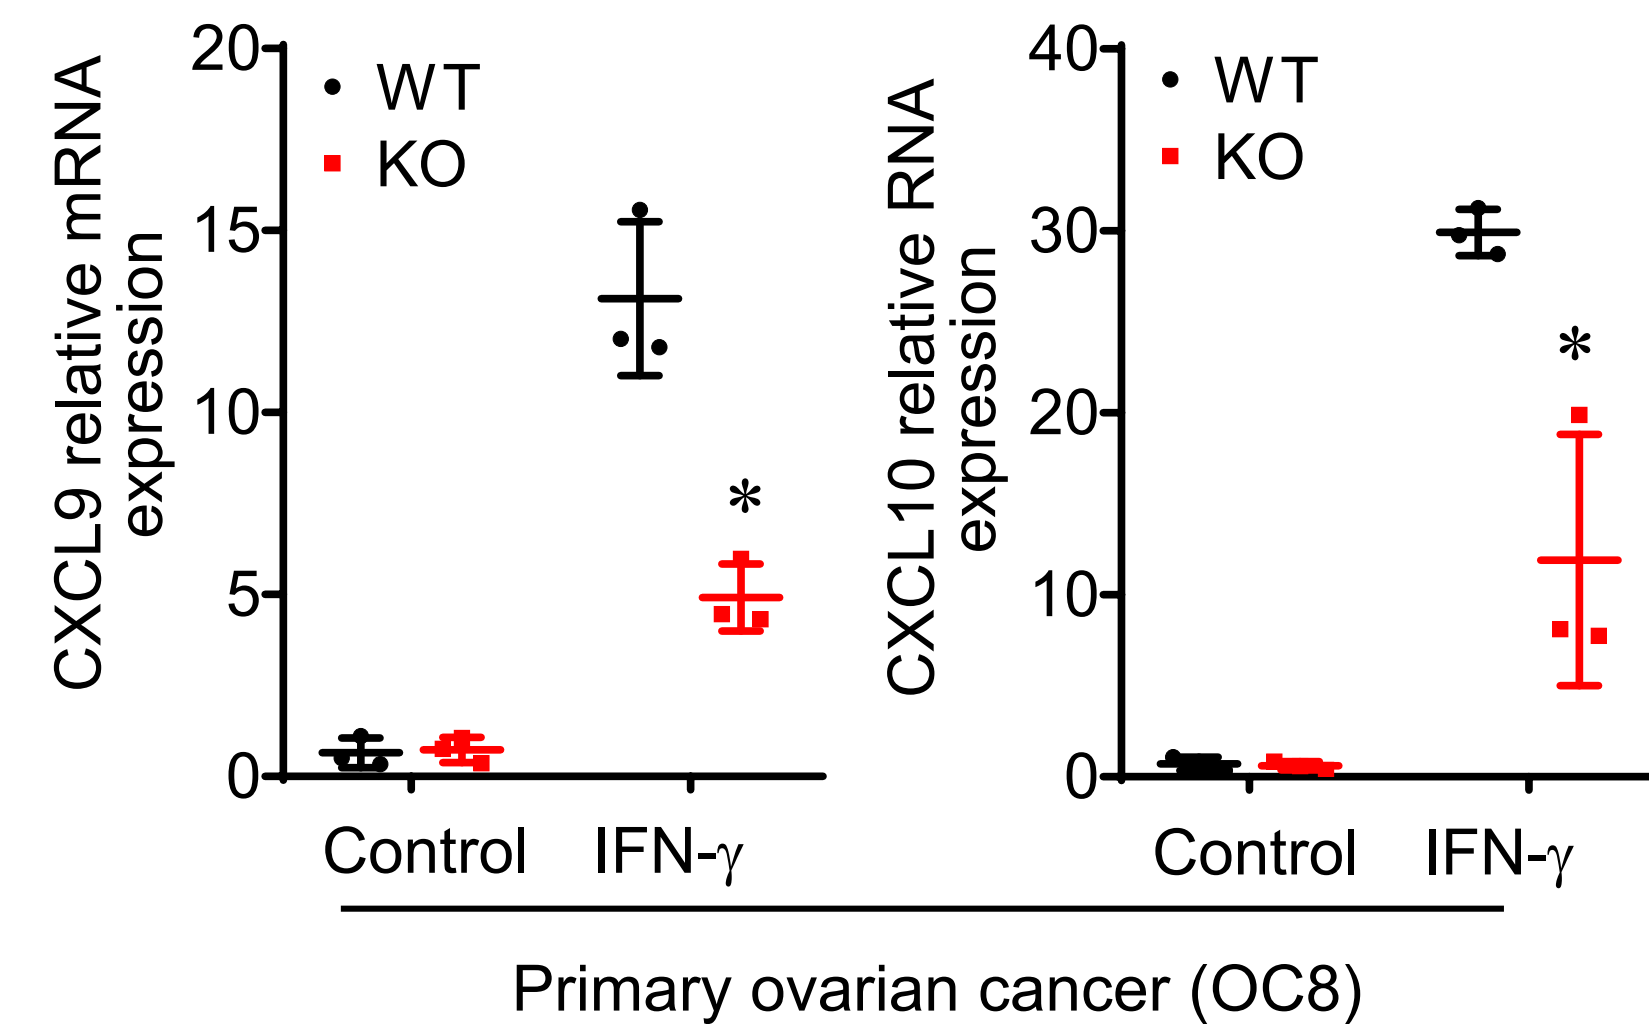 CXCL9 relative mRNA
expression
20
15
10
5
0
WT
KO
*
Control
IFN-γ
CXCL10 relative RNA
expression
40
30
20
10
0
WT
KO
*
Control
IFN-γ
Primary ovarian cancer (OC8)